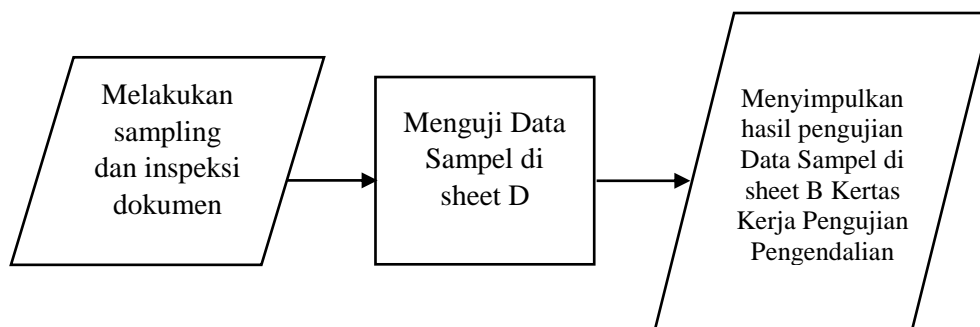 Melakukan
sampling
dan inspeksi
dokumen
Menguji Data
Sampel di
sheet D
Menyimpulkan
hasil pengujian
Data Sampel di
sheet B Kertas
Kerja Pengujian
Pengendalian